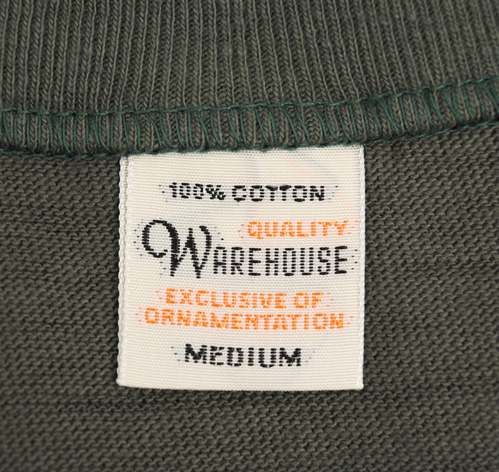 100% COTTON
QUALITY
WAREHOUSE
EXCLUSIVE OF
ORNAMENTATION
MEDIUM